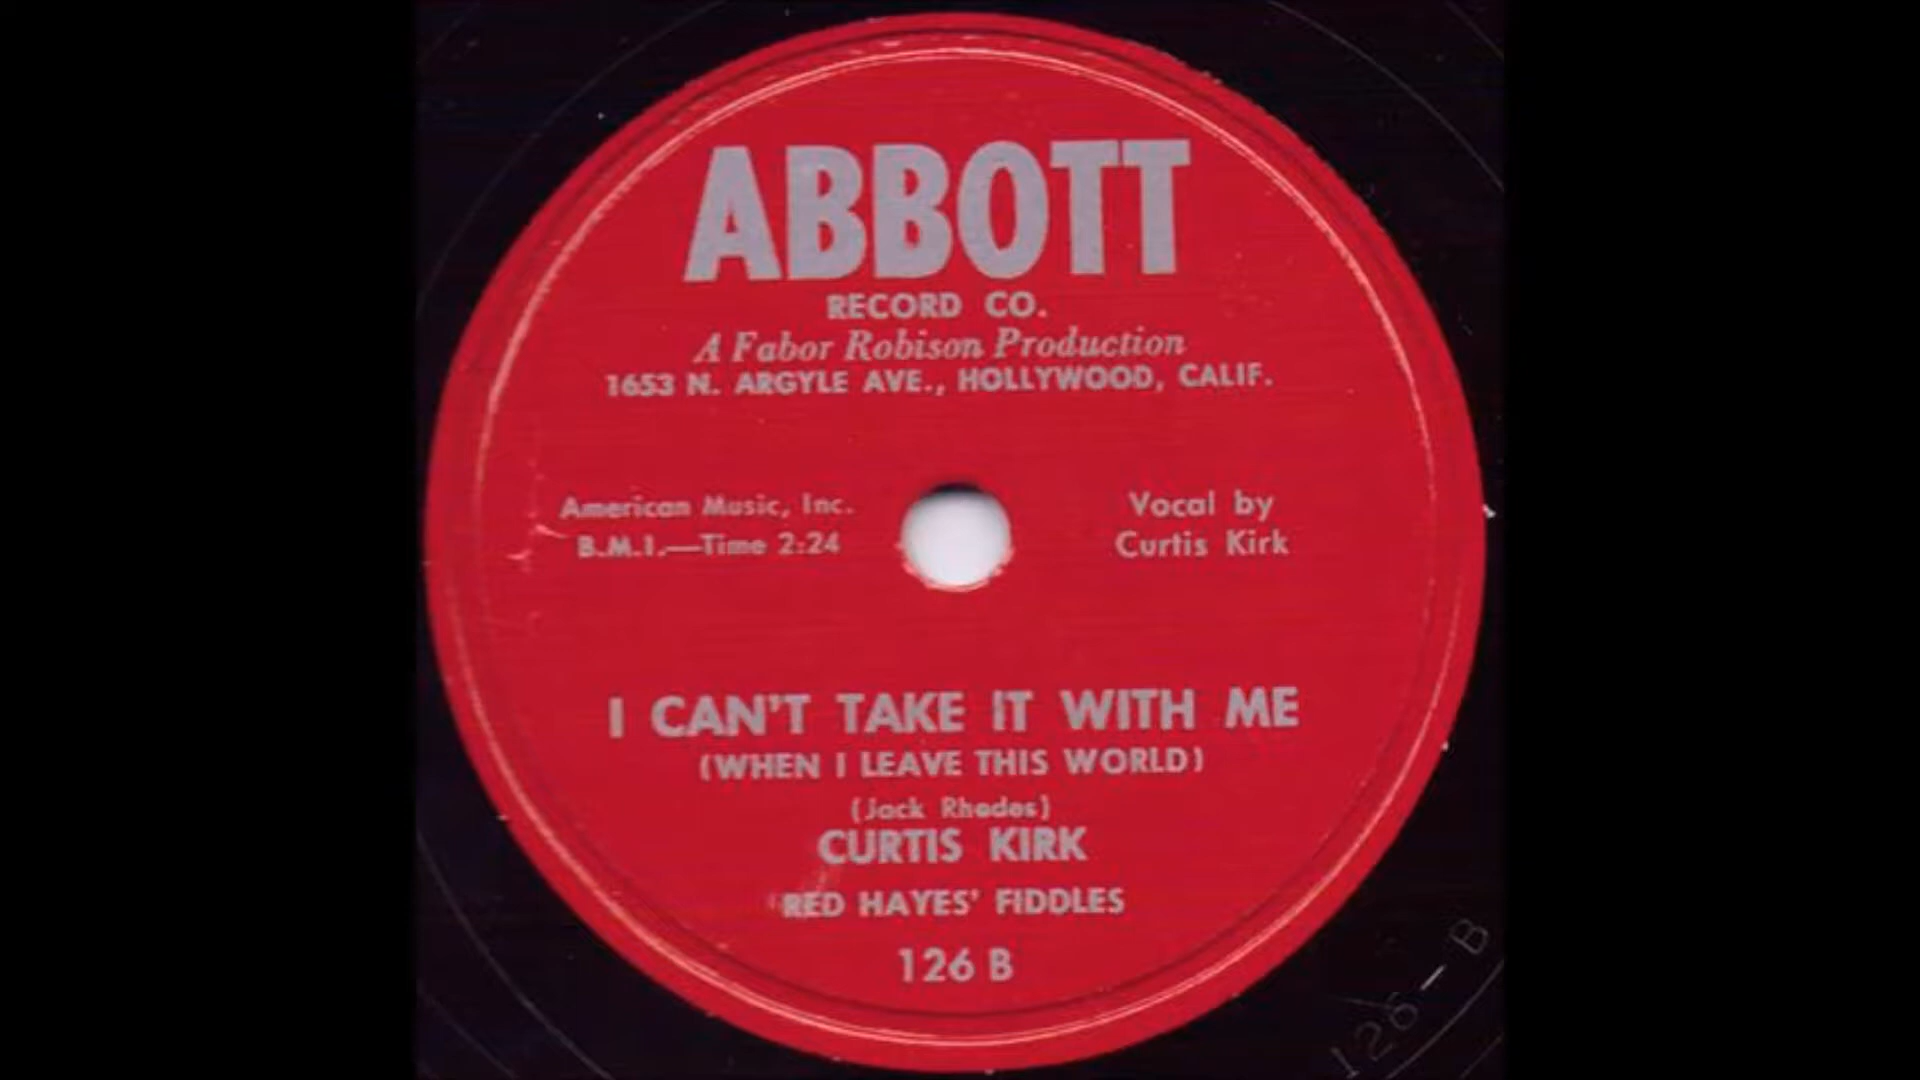 ABBOTT
RECORD CO.
A Fabor Robison Production
1653 N. ARGYLE AVE., HOLLYWOOD, CALIF.
American Music, Inc.
B.M.I.—Time 2:24
Vocal by
Curtis Kirk
I CAN'T TAKE IT WITH ME
(WHEN I LEAVE THIS WORLD)
(Jack Rhodes)
CURTIS KIRK
RED HAYES' FIDDLES
126 B
126-B